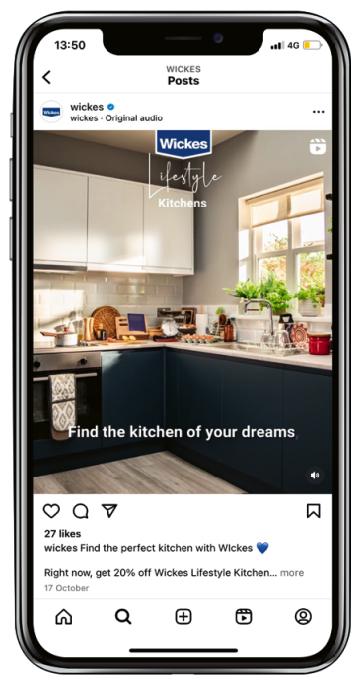 13:50
4G
WICKES
Posts
Wickes
wickes
wickes · Original audio
Wickes
Lifestyle
Kitchens
Find the kitchen of your dreams
27 likes
wickes Find the perfect kitchen with WIckes 💙
Right now, get 20% off Wickes Lifestyle Kitchen... more
17 October